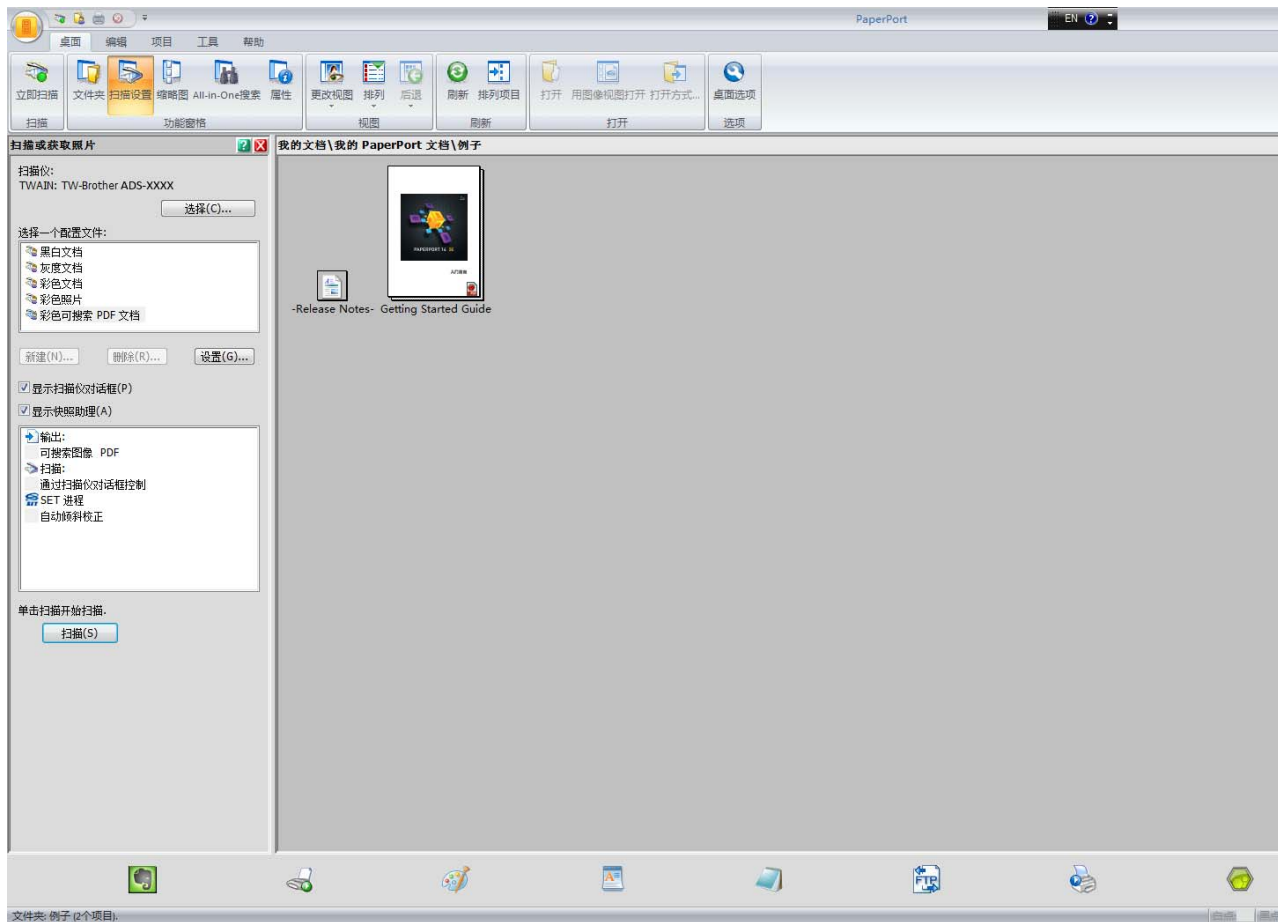 PaperPort
EN
桌面 编辑 项目 工具 帮助
立即扫描 文件夹 扫描设置 缩略图 All-in-One搜索 属性 更改视图 排列 后退 刷新 排列项目 打开 用图像视图打开 打开方式... 桌面选项
扫描 功能窗格 视图 刷新 打开 选项
扫描或获取照片
我的文档\我的 PaperPort 文档\例子
扫描仪:
TWAIN: TW-Brother ADS-XXXX
选择(C)...
选择一个配置文件:
黑白文档
灰度文档
彩色文档
彩色照片
彩色可搜索 PDF 文档
新建(N)... 删除(R)... 设置(G)...
显示扫描仪对话框(P)
显示快照助理(A)
输出:
可搜索图像 PDF
扫描:
通过扫描仪对话框控制
SET 进程
自动倾斜校正
单击扫描开始扫描.
扫描(S)
PAPERPORT 14
-Release Notes- Getting Started Guide
FTP
文件夹: 例子 (2个项目).